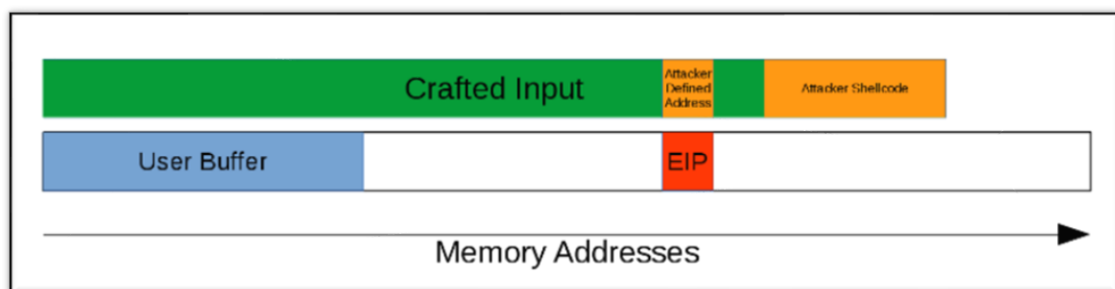 Crafted Input
Attacker
Defined
Address
Attacker Shellcode
User Buffer
EIP
Memory Addresses